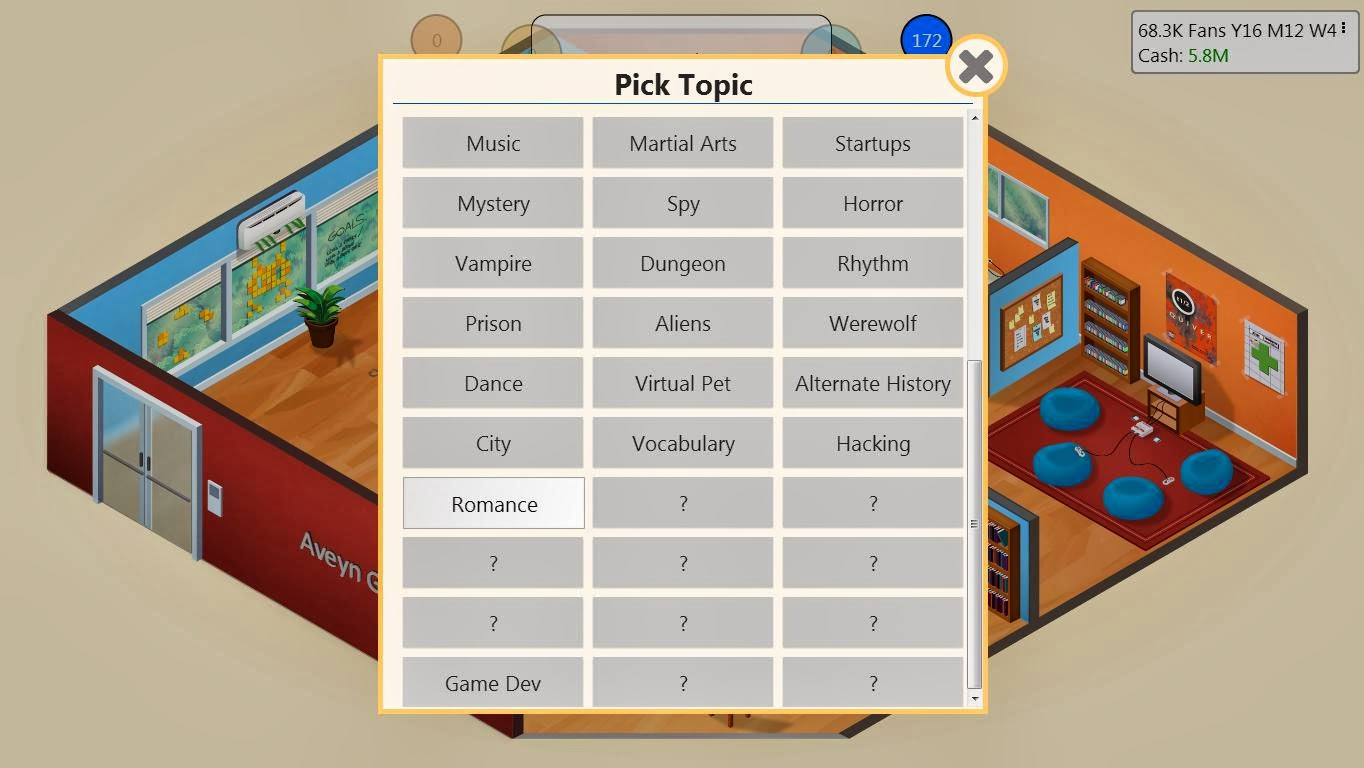 0
172
68.3K Fans Y16 M12 W4
Cash: 5.8M
Pick Topic
Music Martial Arts Startups
Mystery Spy Horror
Vampire Dungeon Rhythm
Prison Aliens Werewolf
Dance Virtual Pet Alternate History
City Vocabulary Hacking
Romance ? ?
? ? ?
? ? ?
Game Dev ? ?
GOALS:
QUIVER
Aveyn G